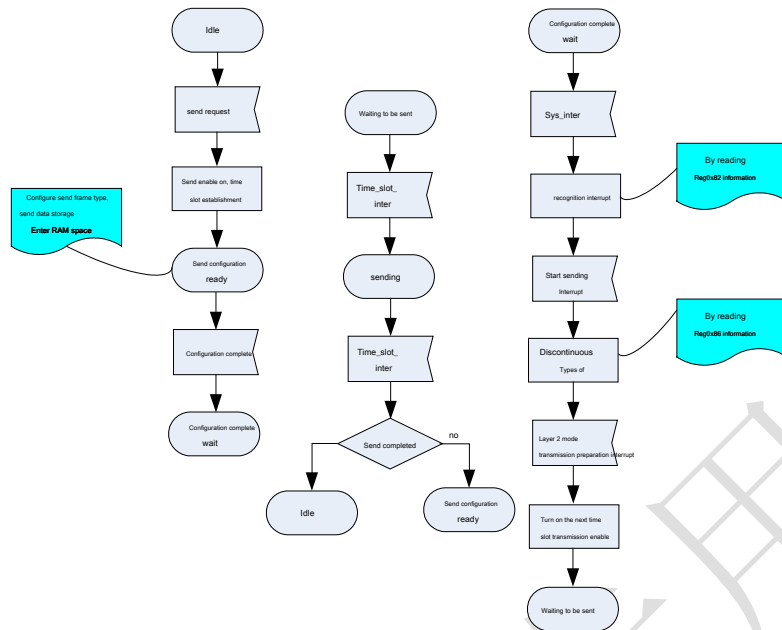 Idle
send request
Send enable on, time
slot establishment
Configure send frame type,
send data storage
Enter RAM space
Send configuration
ready
Configuration complete
Configuration complete
wait
Waiting to be sent
Time_slot_
inter
sending
Time_slot_
inter
Send completed
no
Idle
Send configuration
ready
Configuration complete
wait
Sys_inter
By reading
Reg0x82 information
recognition interrupt
Start sending
Interrupt
By reading
Reg0x86 information
Discontinuous
Types of
Layer 2 mode
transmission preparation interrupt
Turn on the next time
slot transmission enable
Waiting to be sent